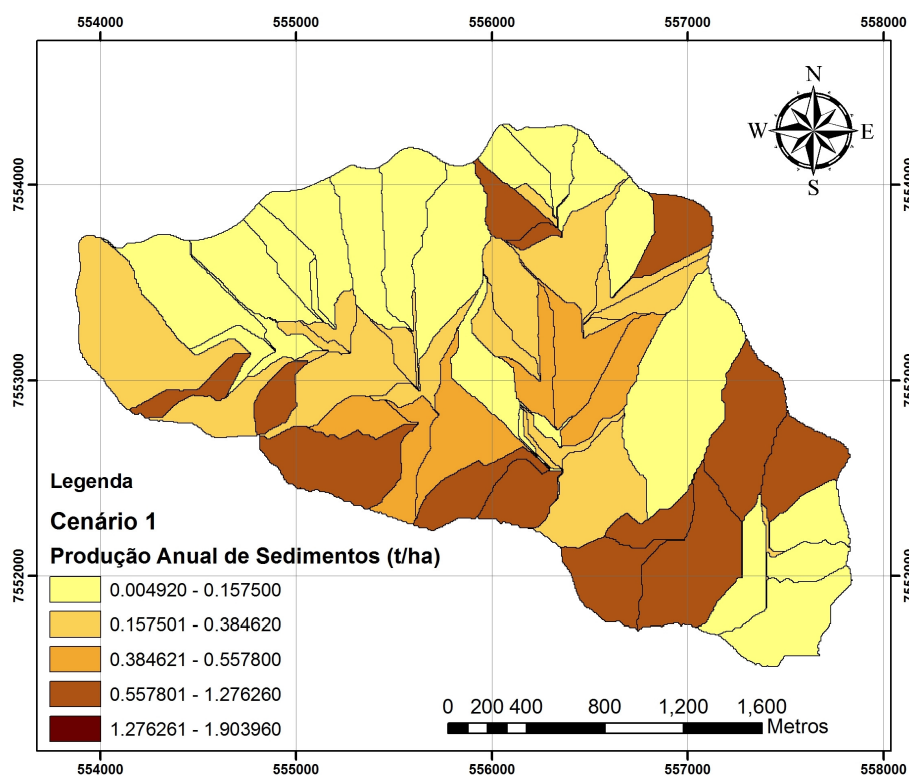 554000 555000 556000 557000 558000
N
W E
S
7554000 7554000
7553000 7553000
7552000 7552000
Legenda
Cenário 1
Produção Anual de Sedimentos (t/ha)
0.004920 - 0.157500
0.157501 - 0.384620
0.384621 - 0.557800
0.557801 - 1.276260
1.276261 - 1.903960
0 200 400 800 1,200 1,600
Metros
554000 555000 556000 557000 558000